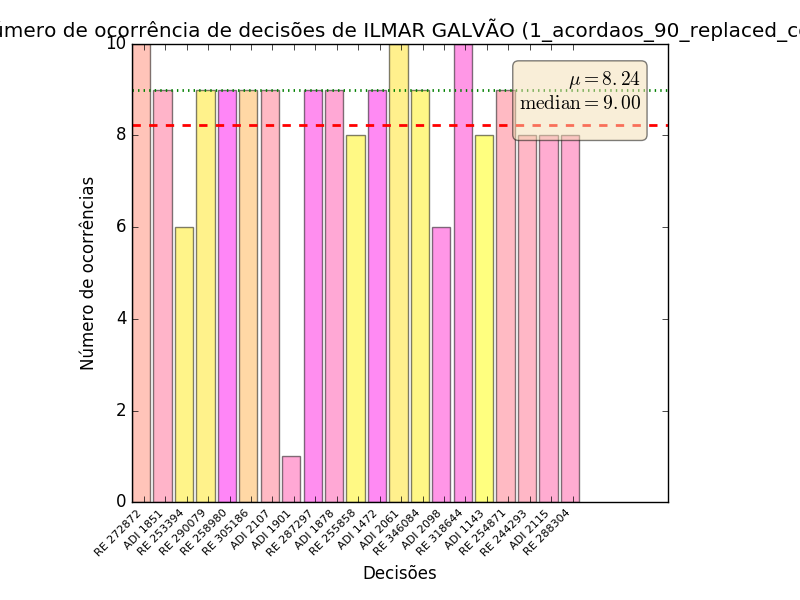 úmero de ocorrência de decisões de ILMAR GALVÃO (1_acordaos_90_replaced_c
μ = 8.24
median = 9.00
10
8
6
4
2
0
Número de ocorrências
RE 272872
ADI 1851
RE 253394
RE 290079
RE 258980
RE 305186
ADI 2107
ADI 1901
RE 287297
ADI 1878
RE 255858
ADI 1472
ADI 2061
RE 346084
ADI 2098
RE 318644
ADI 1143
RE 254871
RE 244293
ADI 2115
RE 288304
Decisões